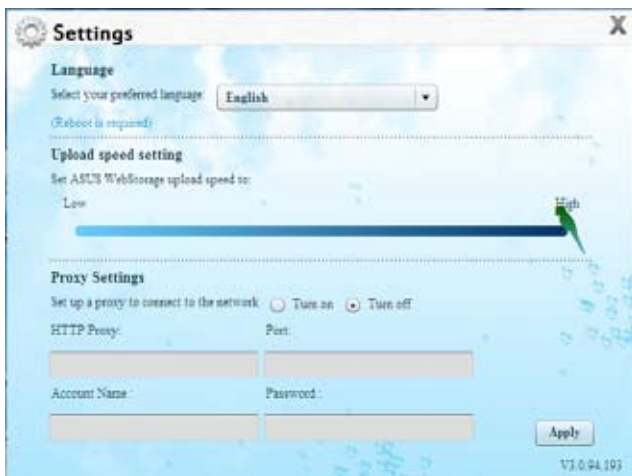 Settings
X
Language
Select your preferred language:
English
(Reboot is required)
Upload speed setting
Set ASUS WebStorage upload speed to:
Low
High
Proxy Settings
Set up a proxy to connect to the network
Turn on
Turn off
HTTP Proxy:
Port:
Account Name :
Password :
Apply
V3.0.94.193